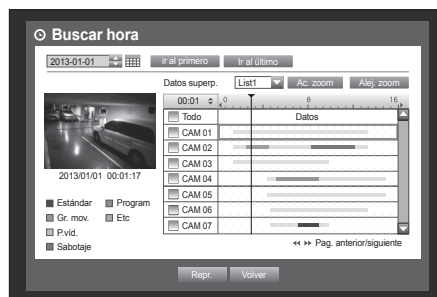 Buscar hora
2013-01-01 ir al primero Ir al último
Datos superp. List1 Ac. zoom Alej. zoom
00:01 0 8 16
Todo Datos
CAM 01
CAM 02
CAM 03
CAM 04
CAM 05
CAM 06
CAM 07
2013/01/01 00:01:17
Estándar Program
Gr. mov. Etc
P.víd.
Sabotaje
Pag. anterior/siguiente
Repr. Volver